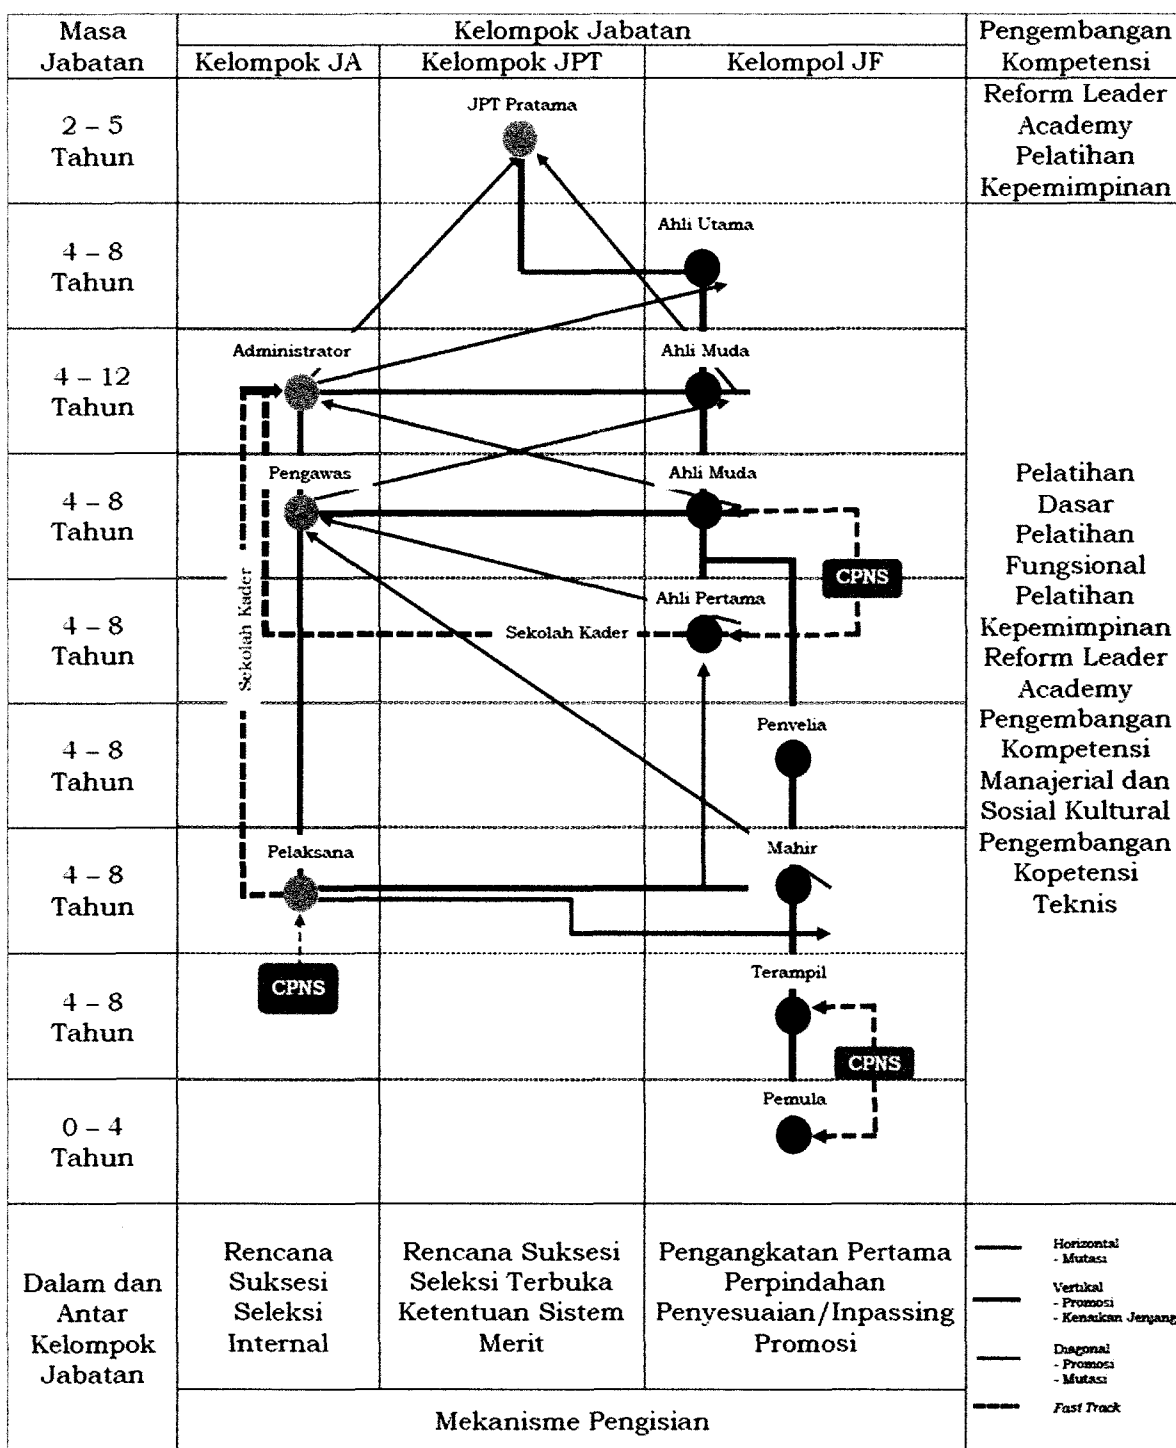 Masa
Jabatan
Kelompok Jabatan
Pengembangan
Kompetensi
Kelompok JA
Kelompok JPT
Kelompol JF
2 – 5
Tahun
JPT Pratama
Reform Leader
Academy
Pelatihan
Kepemimpinan
4 – 8
Tahun
Ahli Utama
4 – 12
Tahun
Administrator
Ahli Muda
4 – 8
Tahun
Pengawas
Ahli Muda
CPNS
Pelatihan
Dasar
Pelatihan
Fungsional
Pelatihan
Kepemimpinan
Reform Leader
Academy
Pengembangan
Kompetensi
Manajerial dan
Sosial Kultural
Pengembangan
Kopetensi
Teknis
4 – 8
Tahun
Sekolah Kader
Sekolah Kader
Ahli Pertama
4 – 8
Tahun
Penvelia
4 – 8
Tahun
Pelaksana
Mahir
4 – 8
Tahun
CPNS
Terampil
CPNS
0 – 4
Tahun
Pemula
Dalam dan
Antar
Kelompok
Jabatan
Rencana
Suksesi
Seleksi
Internal
Rencana Suksesi
Seleksi Terbuka
Ketentuan Sistem
Merit
Pengangkatan Pertama
Perpindahan
Penyesuaian/Inpassing
Promosi
Horizontal
- Mutasi
Vertikal
- Promosi
- Kenaikan Jenjang
Diagonal
- Promosi
- Mutasi
Fast Track
Mekanisme Pengisian